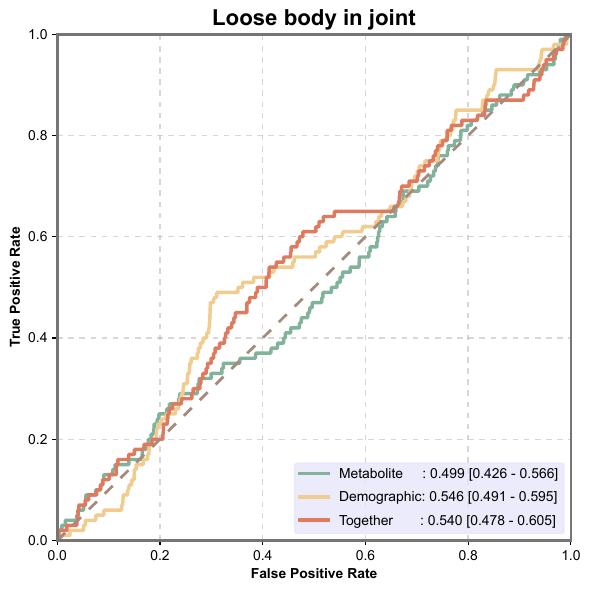 Loose body in joint
1.0
0.8
0.6
0.4
0.2
0.0
True Positive Rate
Metabolite : 0.499 [0.426 - 0.566]
Demographic: 0.546 [0.491 - 0.595]
Together : 0.540 [0.478 - 0.605]
0.0 0.2 0.4 0.6 0.8 1.0
False Positive Rate